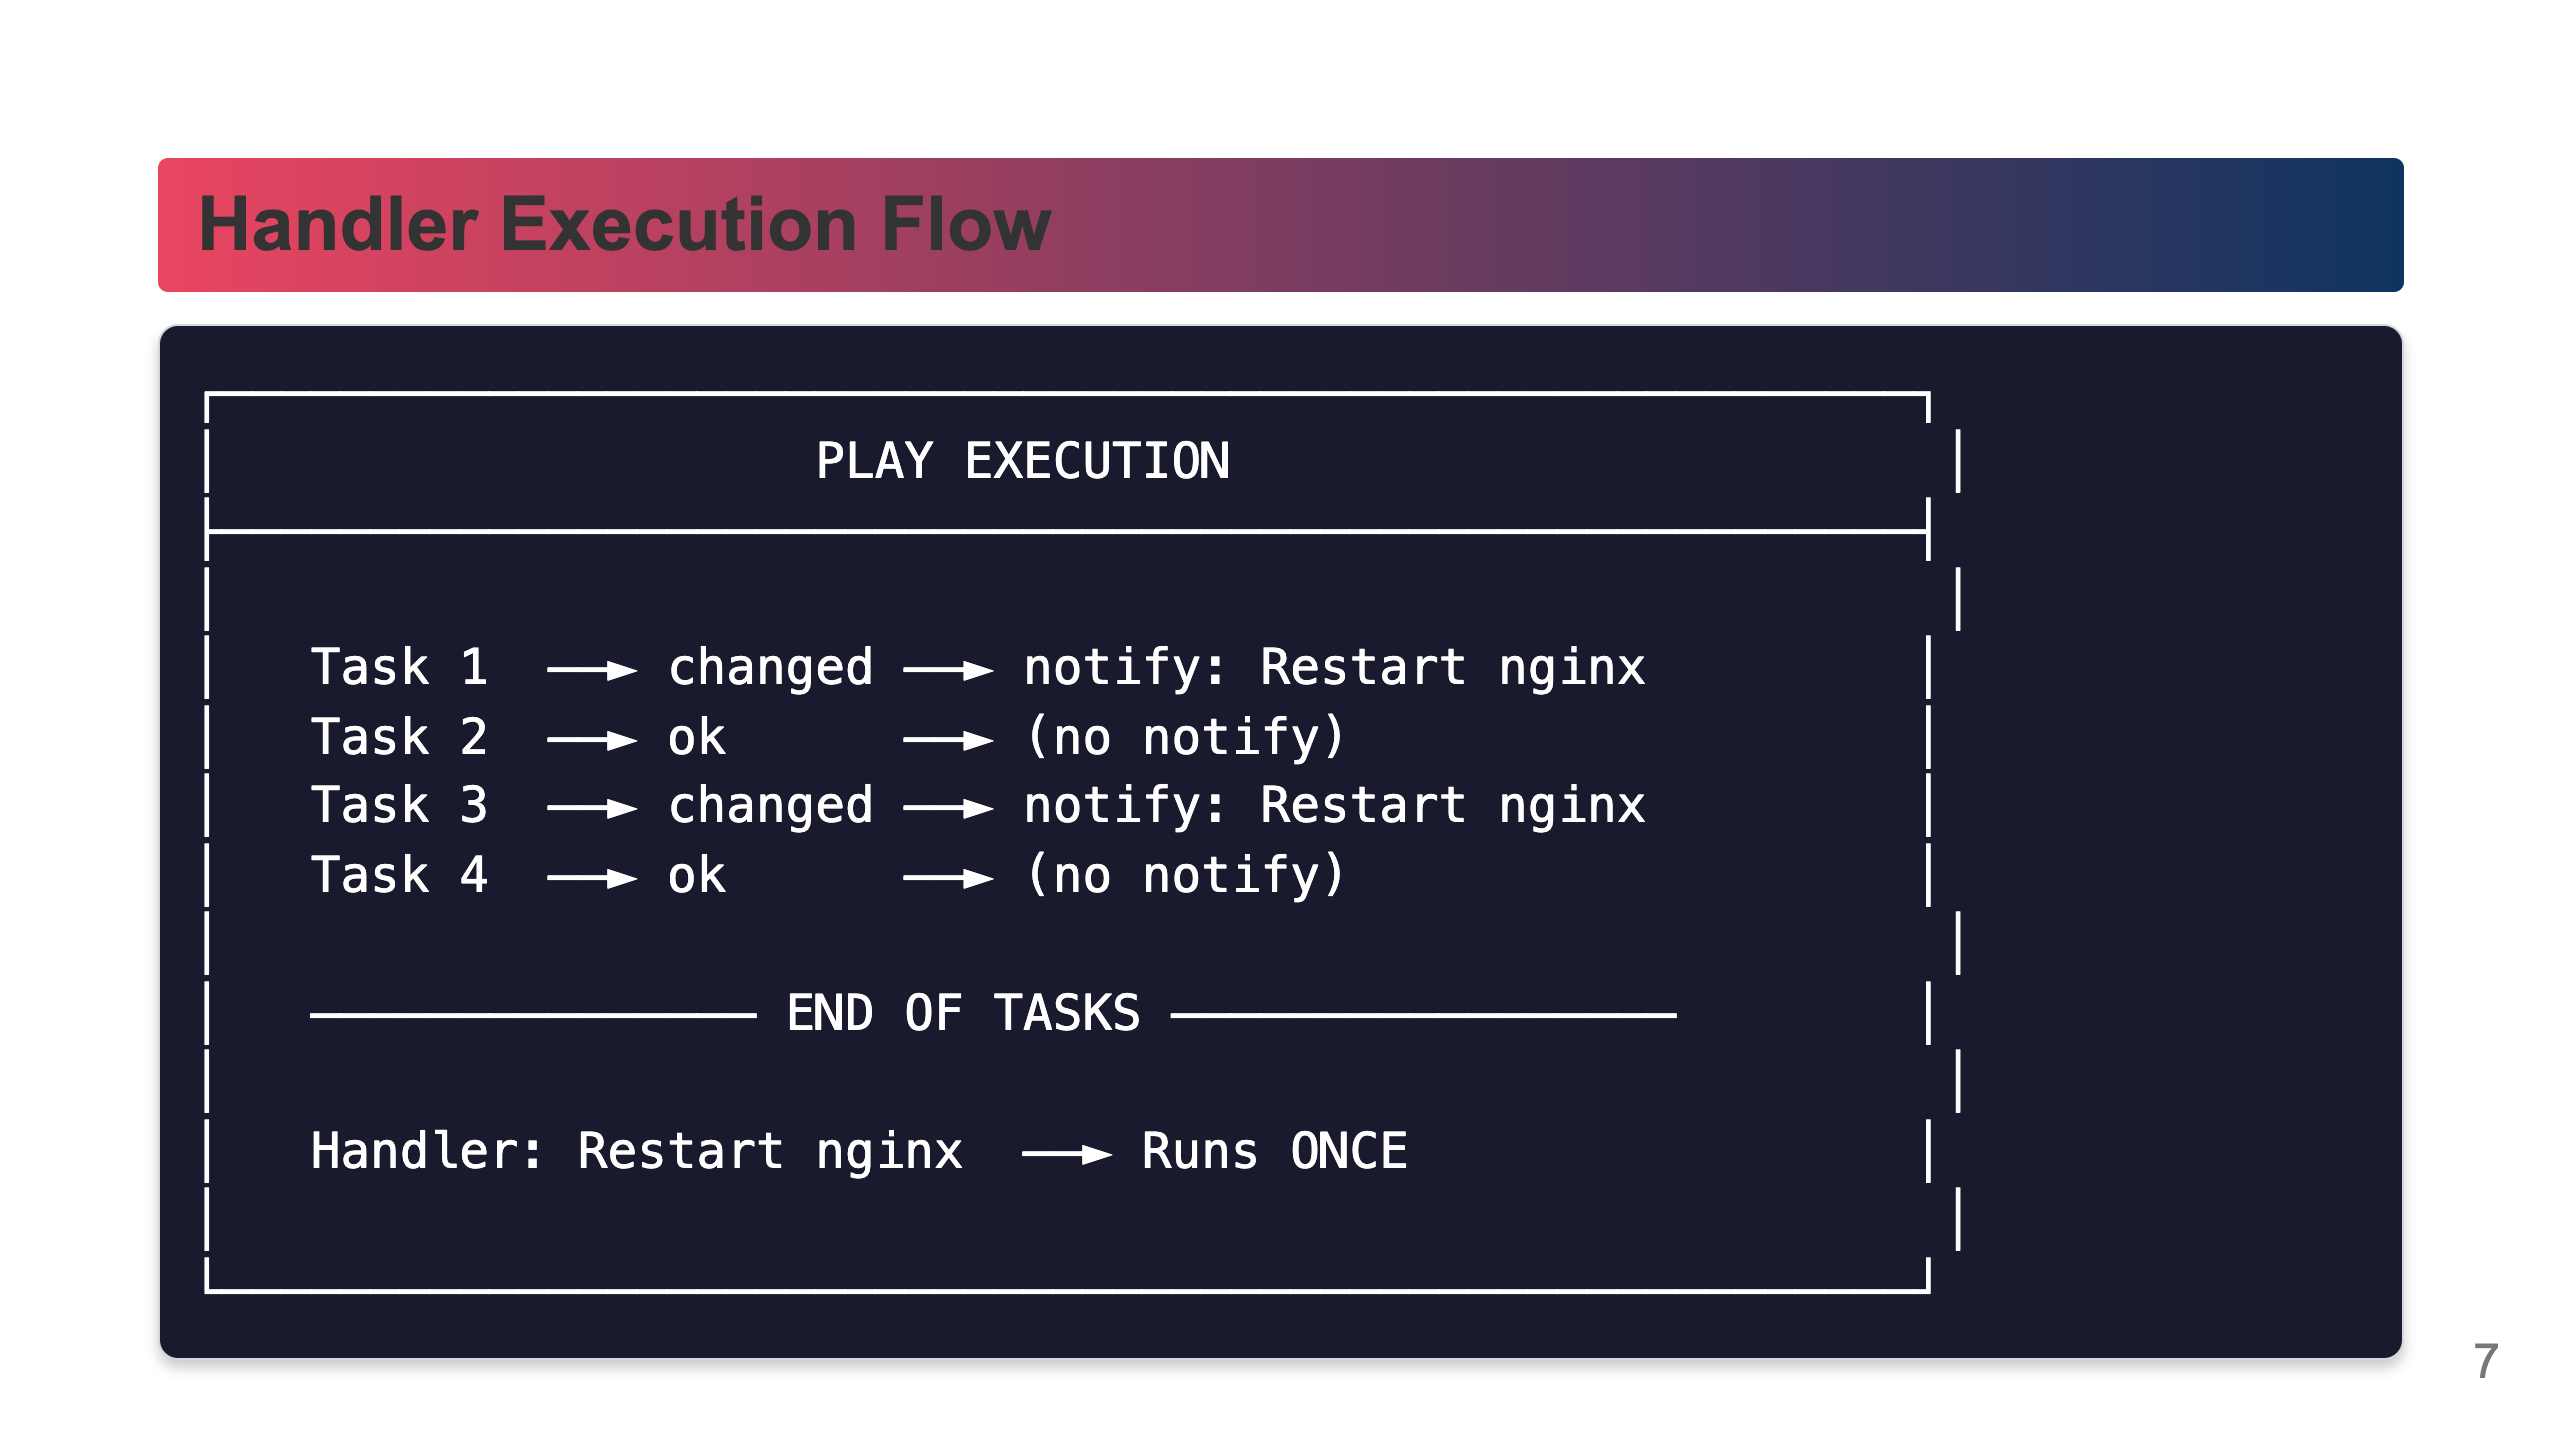 Handler Execution Flow
PLAY EXECUTION
Task 1 ──► changed ──► notify: Restart nginx
Task 2 ──► ok ──► (no notify)
Task 3 ──► changed ──► notify: Restart nginx
Task 4 ──► ok ──► (no notify)
─────────────── END OF TASKS ─────────────────
Handler: Restart nginx ──► Runs ONCE
7